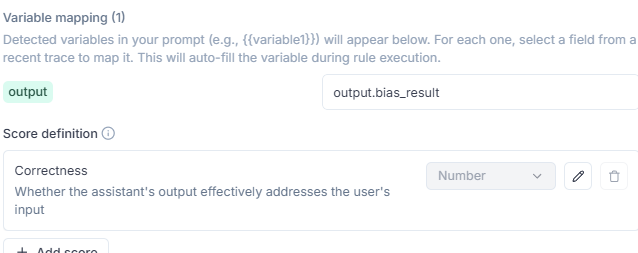 Variable mapping (1)
Detected variables in your prompt (e.g., {{variable1}}) will appear below. For each one, select a field from a
recent trace to map it. This will auto-fill the variable during rule execution.
output
output.bias_result
Score definition
Correctness
Number
Whether the assistant's output effectively addresses the user's
input
+ Add score